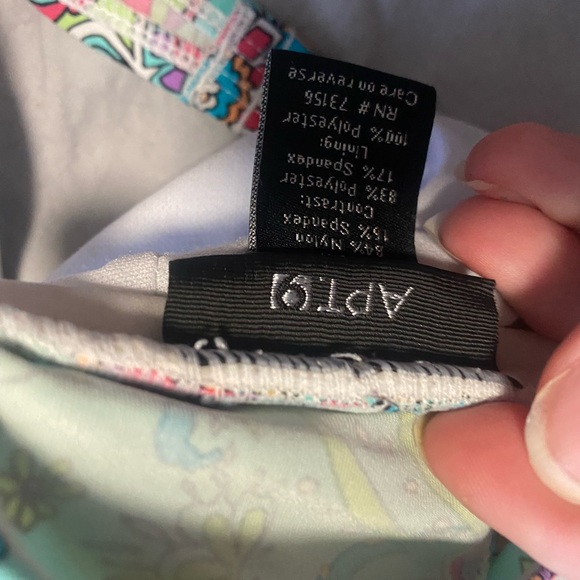 APT.9
84% Nylon
16% Spandex
Contrast:
83% Polyester
17% Spandex
Lining:
100% Polyester
RN # 73156
Care on reverse